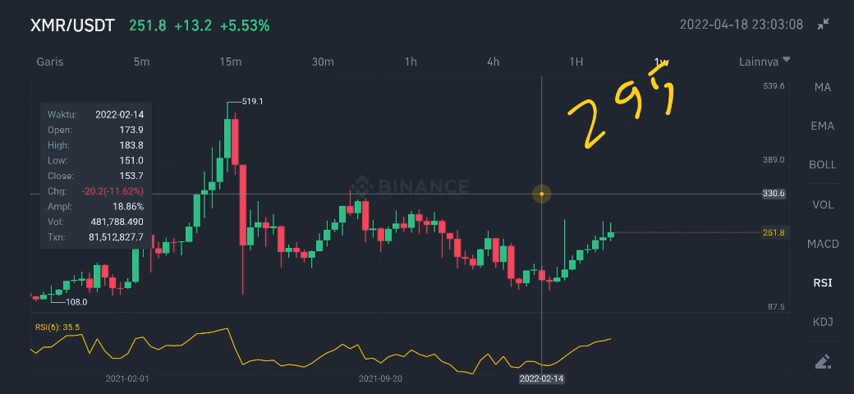 XMR/USDT 251.8 +13.2 +5.53% 2022-04-18 23:03:08
Garis 5m 15m 30m 1h 4h 1H 1w Lainnya
295
539.6
519.1
389.0
330.6
251.8
108.0
87.5
Waktu: 2022-02-14
Open: 173.9
High: 183.8
Low: 151.0
Close: 153.7
Chg: -20.2(-11.62%)
Ampl: 18.86%
Vol: 481,788.490
Txn: 81,512,827.7
BINANCE
RSI(6): 35.5
2021-02-01 2021-09-20 2022-02-14
MA
EMA
BOLL
VOL
MACD
RSI
KDJ